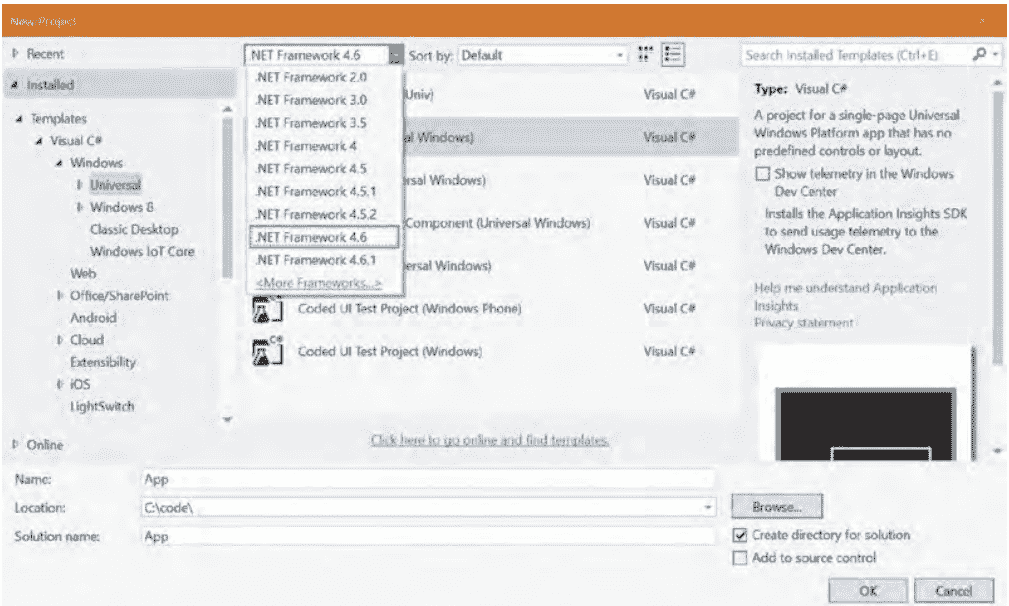 New Project
Recent
.NET Framework 4.6
Sort by: Default
Search Installed Templates (Ctrl+E)
Installed
Templates
Visual C#
Windows
Universal
Windows 8
Classic Desktop
Windows IoT Core
Web
Office/SharePoint
Android
Cloud
Extensibility
iOS
LightSwitch
Online
.NET Framework 2.0
.NET Framework 3.0
.NET Framework 3.5
.NET Framework 4
.NET Framework 4.5
.NET Framework 4.5.1
.NET Framework 4.5.2
.NET Framework 4.6
.NET Framework 4.6.1
<More Frameworks...>
Univ) Visual C#
al Windows) Visual C#
ersal Windows) Visual C#
Component (Universal Windows) Visual C#
ersal Windows) Visual C#
Coded UI Test Project (Windows Phone) Visual C#
C#
Coded UI Test Project (Windows) Visual C#
Click here to go online and find templates.
Type: Visual C#
A project for a single-page Universal
Windows Platform app that has no
predefined controls or layout.
Show telemetry in the Windows
Dev Center
Installs the Application Insights SDK
to send usage telemetry to the
Windows Dev Center.
Help me understand Application
Insights
Privacy statement
Name: App
Location: C:\code\
Browse...
Solution name: App
Create directory for solution
Add to source control
OK
Cancel